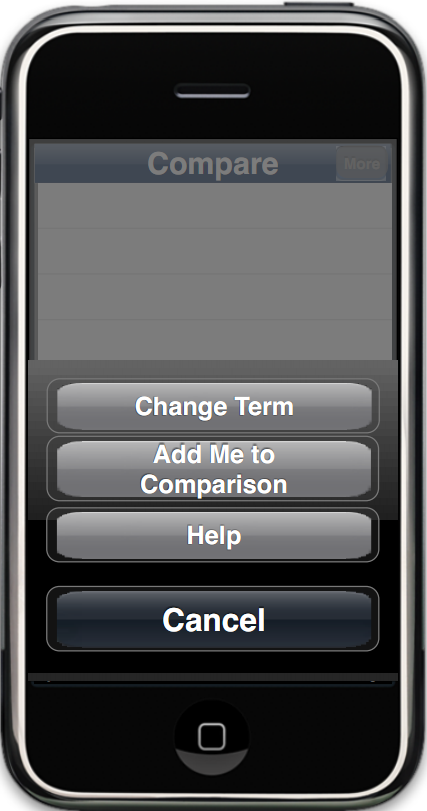 Compare
More
Change Term
Add Me to
Comparison
Help
Cancel